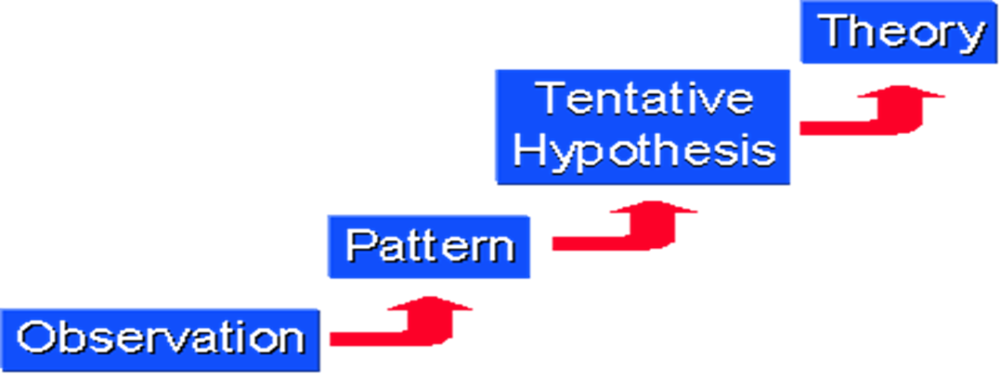 Theory
Tentative
Hypothesis
Pattern
Observation